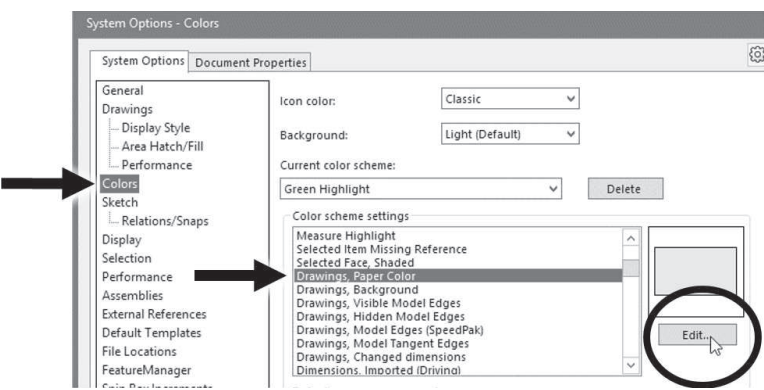 System Options - Colors
System Options
Document Properties
General
Drawings
Display Style
Area Hatch/Fill
Performance
Colors
Sketch
Relations/Snaps
Display
Selection
Performance
Assemblies
External References
Default Templates
File Locations
FeatureManager
Spin Box Increments
Icon color:
Classic
Background:
Light (Default)
Current color scheme:
Green Highlight
Delete
Color scheme settings
Measure Highlight
Selected Item Missing Reference
Selected Face, Shaded
Drawings, Paper Color
Drawings, Background
Drawings, Visible Model Edges
Drawings, Hidden Model Edges
Drawings, Model Edges (SpeedPak)
Drawings, Model Tangent Edges
Drawings, Changed dimensions
Dimensions, Imported (Driving)
Edit...